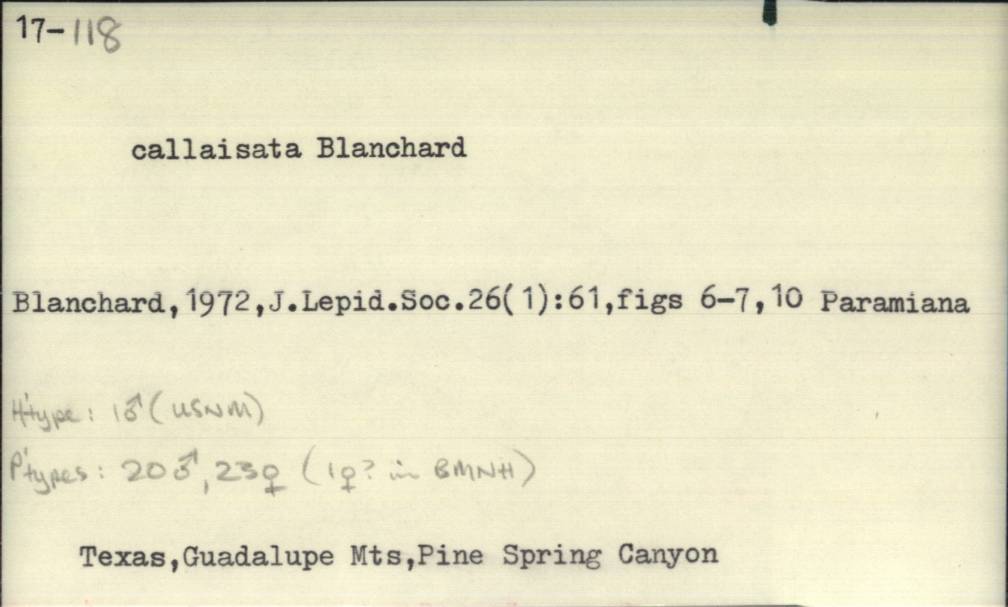 17-118
callaisata Blanchard
Blanchard,1972,J.Lepid.Soc.26(1):61,figs 6-7,10 Paramiana
H'type: 1♂ (USNM)
P'types: 20♂, 23♀ (1♀? in BMNH)
Texas,Guadalupe Mts,Pine Spring Canyon